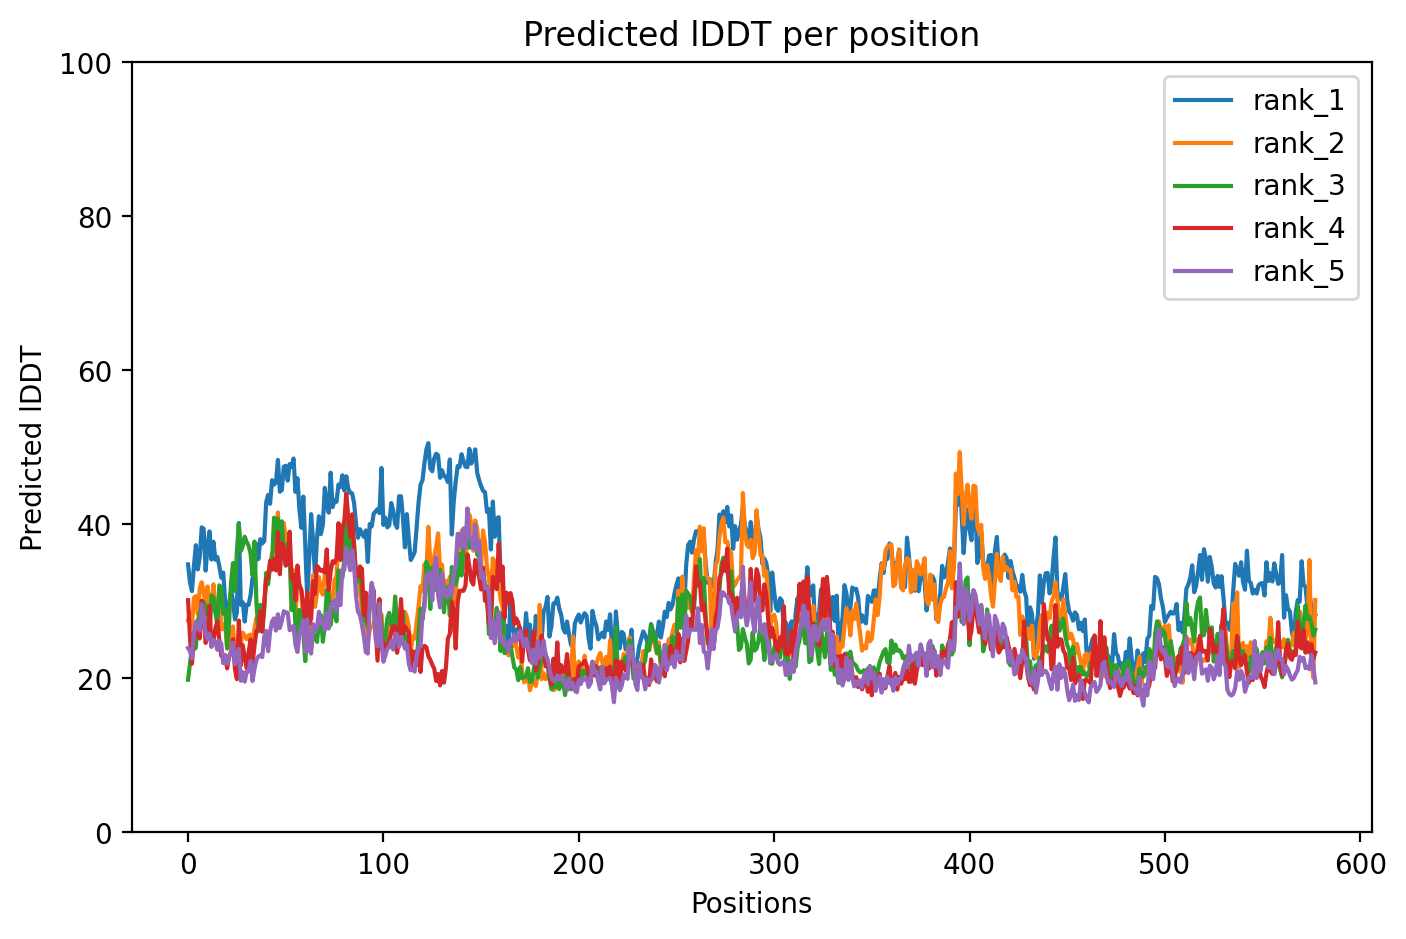 Predicted lDDT per position
Predicted lDDT
100
80
60
40
20
0
rank_1
rank_2
rank_3
rank_4
rank_5
0 100 200 300 400 500 600
Positions